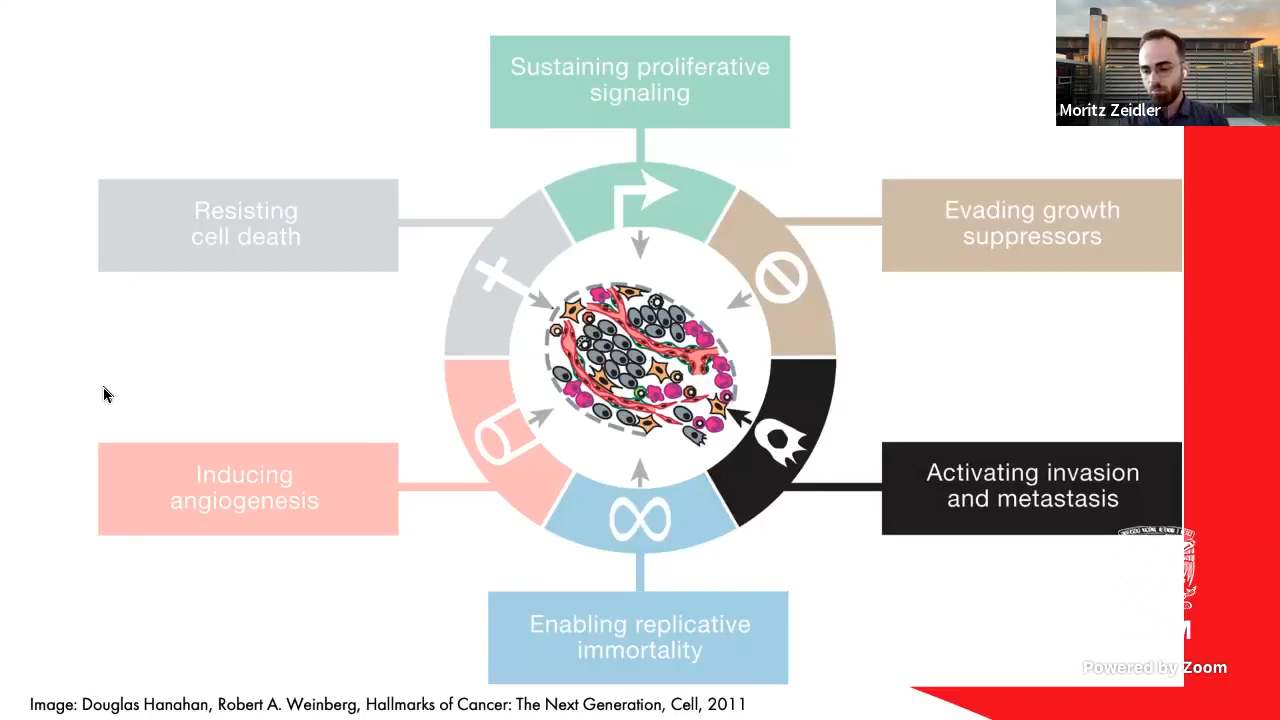 Sustaining proliferative
signaling
Moritz Zeidler
Resisting
cell death
Evading growth
suppressors
Inducing
angiogenesis
Activating invasion
and metastasis
Enabling replicative
immortality
Powered by Zoom
Image: Douglas Hanahan, Robert A. Weinberg, Hallmarks of Cancer: The Next Generation, Cell, 2011